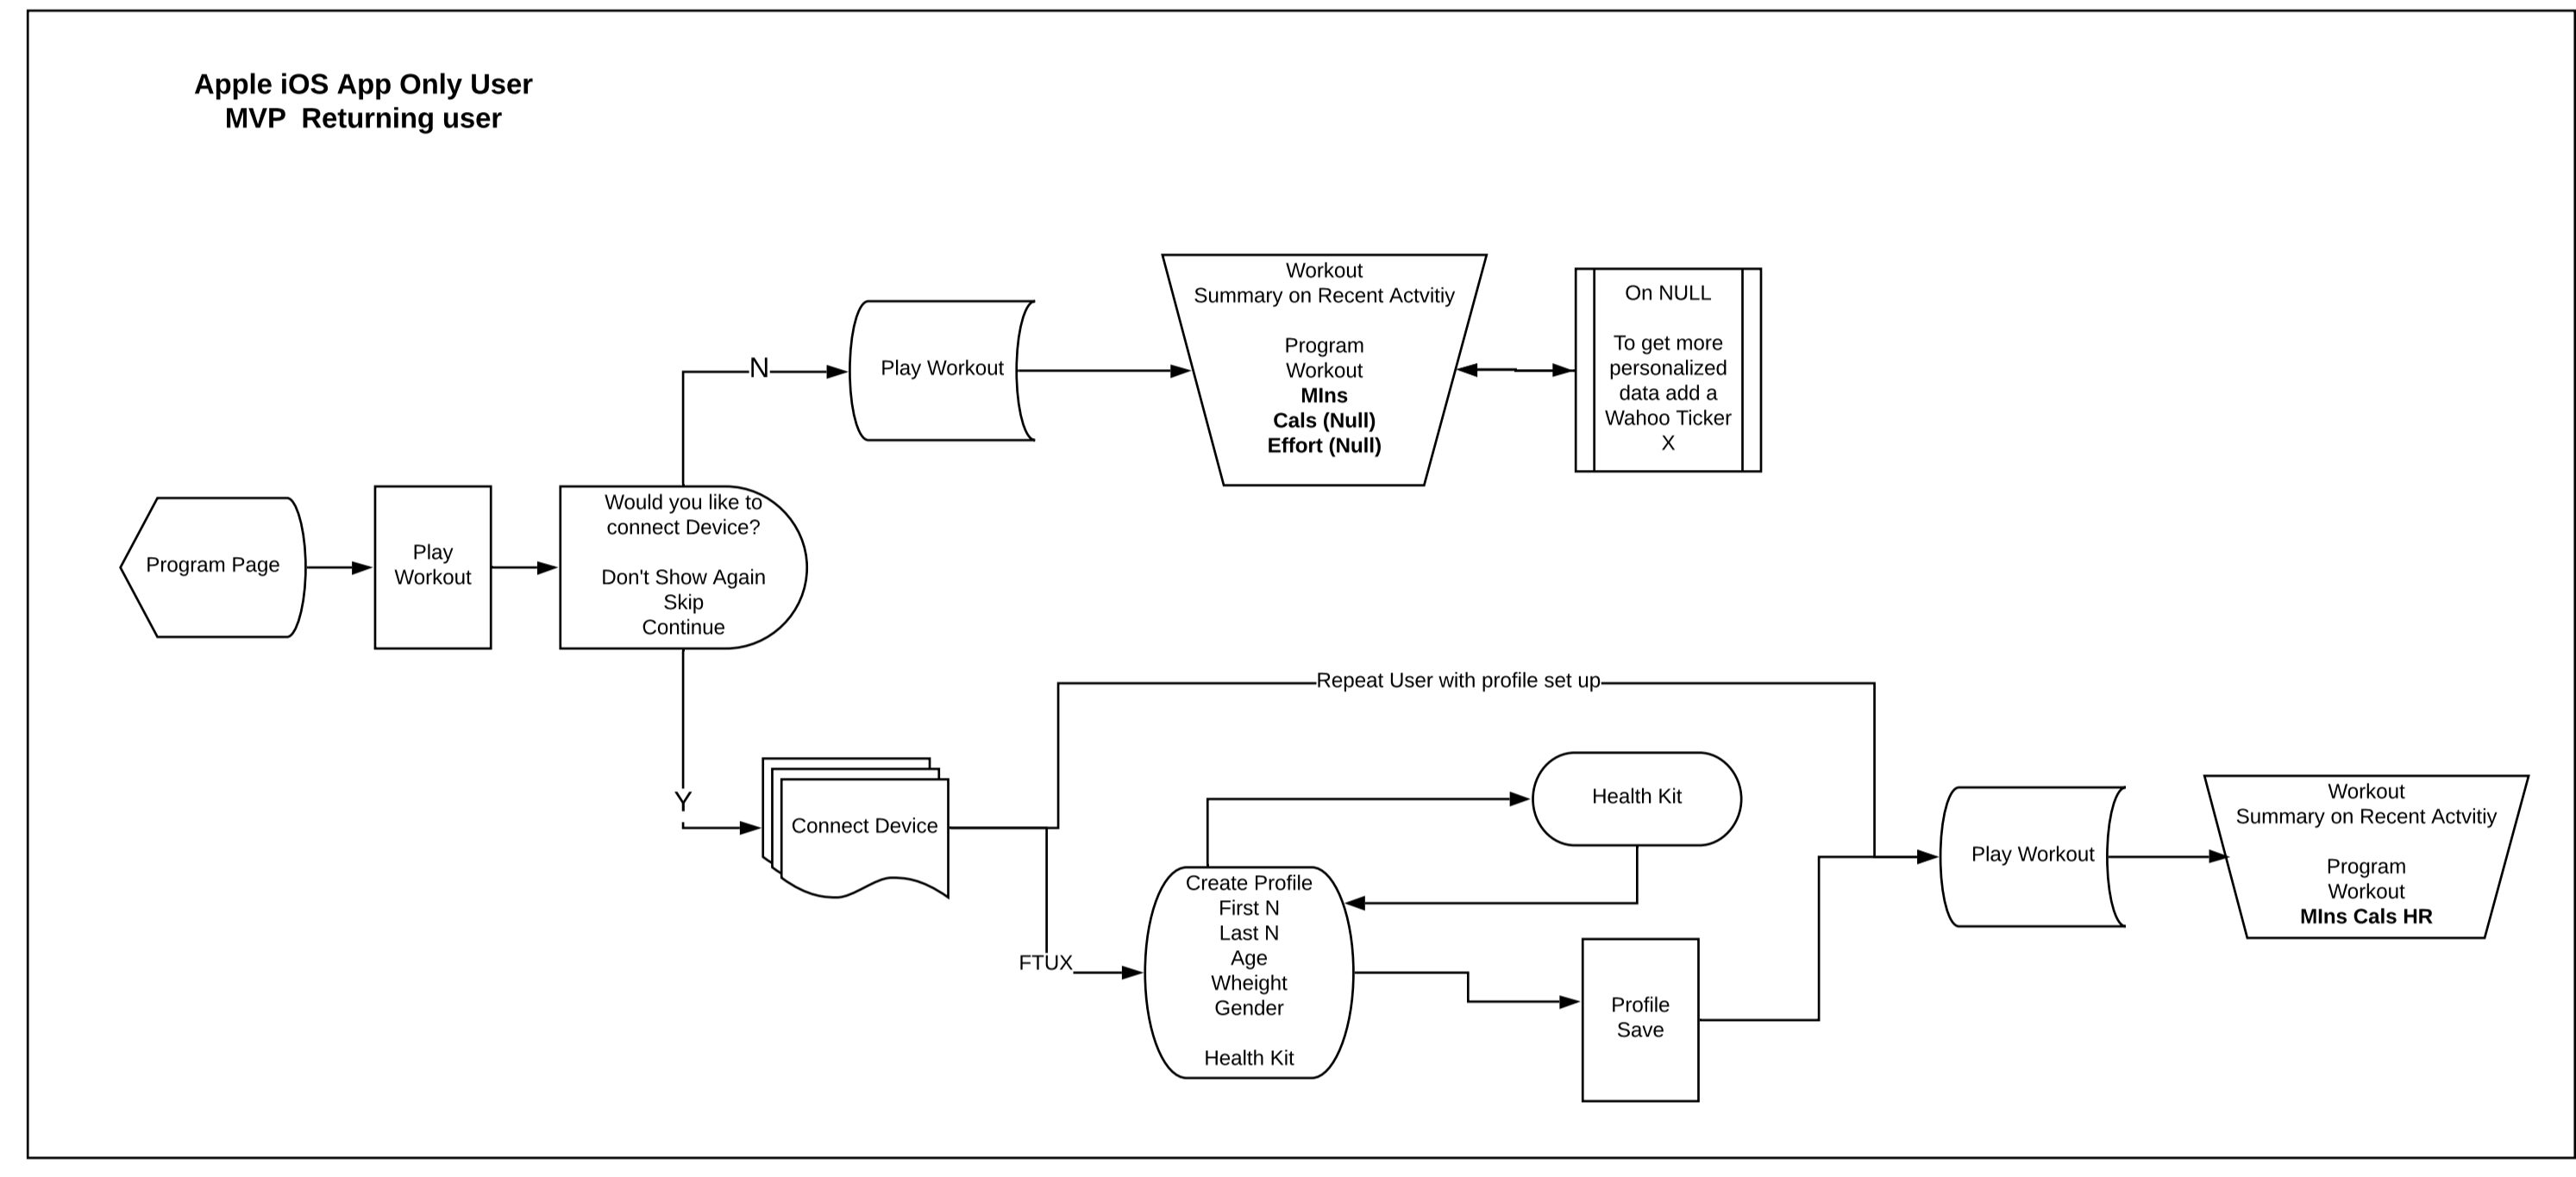 Apple iOS App Only User
MVP  Returning user
Workout
Summary on Recent Actvitiy
Program
Workout
MIns
Cals (Null)
Effort (Null)
On NULL
To get more
personalized
data add a
Wahoo Ticker
X
N
Play Workout
Program Page
Play
Workout
Would you like to
connect Device?
Don't Show Again
Skip
Continue
Repeat User with profile set up
Y
Connect Device
Health Kit
FTUX
Create Profile
First N
Last N
Age
Wheight
Gender
Health Kit
Profile
Save
Play Workout
Workout
Summary on Recent Actvitiy
Program
Workout
MIns Cals HR